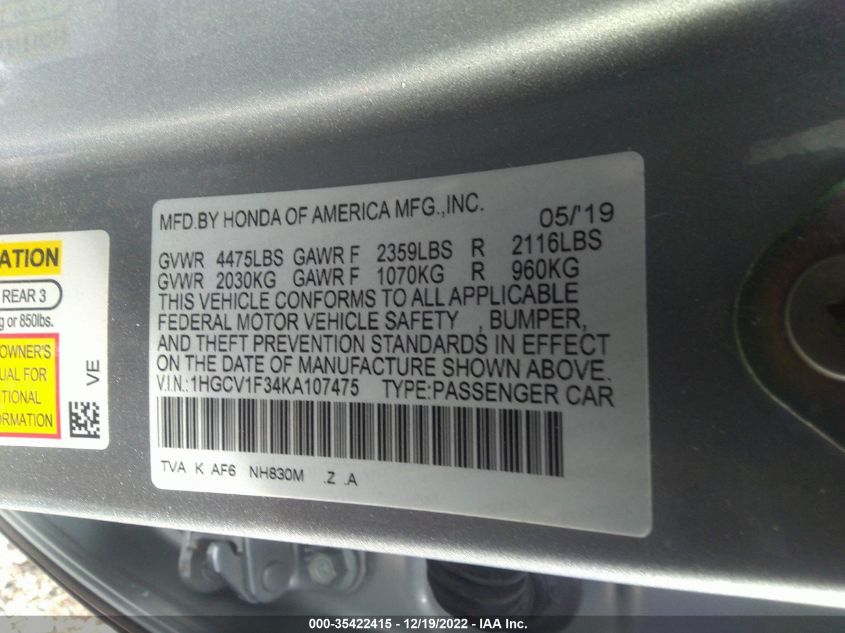 MFD.BY HONDA OF AMERICA MFG.,INC. 05/'19
GVWR 4475LBS GAWR F 2359LBS R 2116LBS
GVWR 2030KG GAWR F 1070KG R 960KG
THIS VEHICLE CONFORMS TO ALL APPLICABLE
FEDERAL MOTOR VEHICLE SAFETY , BUMPER,
AND THEFT PREVENTION STANDARDS IN EFFECT
ON THE DATE OF MANUFACTURE SHOWN ABOVE.
V.I.N.:1HGCV1F34KA107475 TYPE:PASSENGER CAR
TVA K AF6 NH830M .Z .A
ATION
REAR 3
g or 850lbs.
OWNER'S
UAL FOR
TIONAL
ORMATION
VE
000-35422415 - 12/19/2022 - IAA Inc.